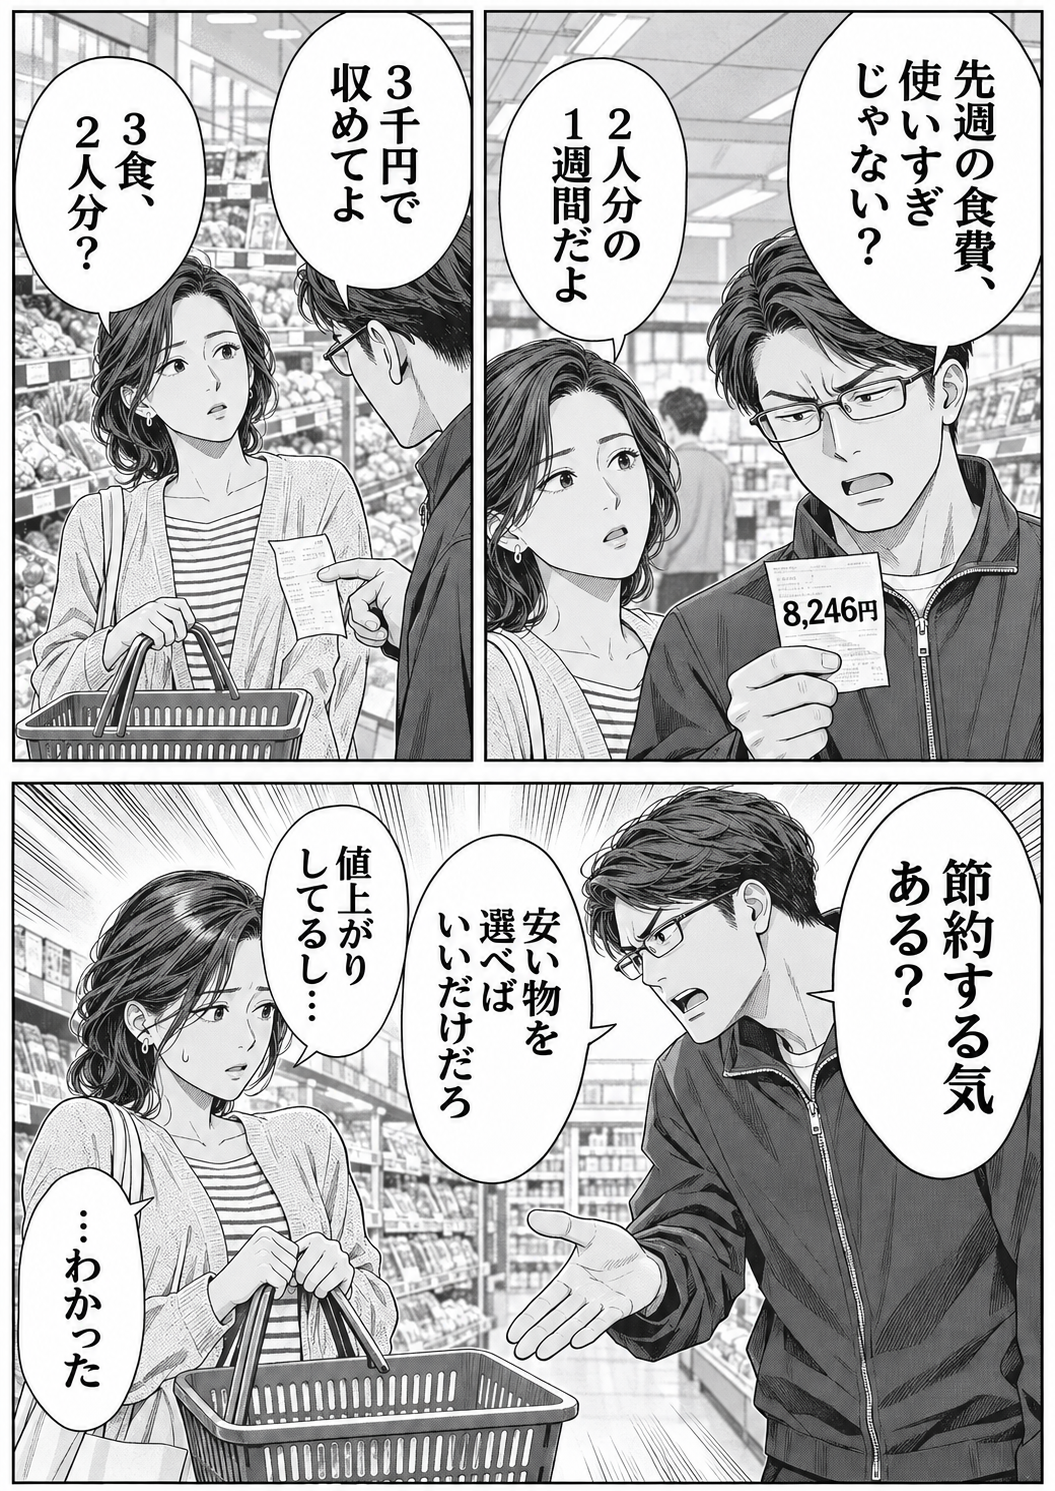 先週の食費、
使いすぎ
じゃない？
2人分の
1週間だよ
8,246円
3千円で
収めてよ
3食、
2人分？
節約する気
ある？
安い物を
選べば
いいだけだろ
値上がり
してるし…
…わかった